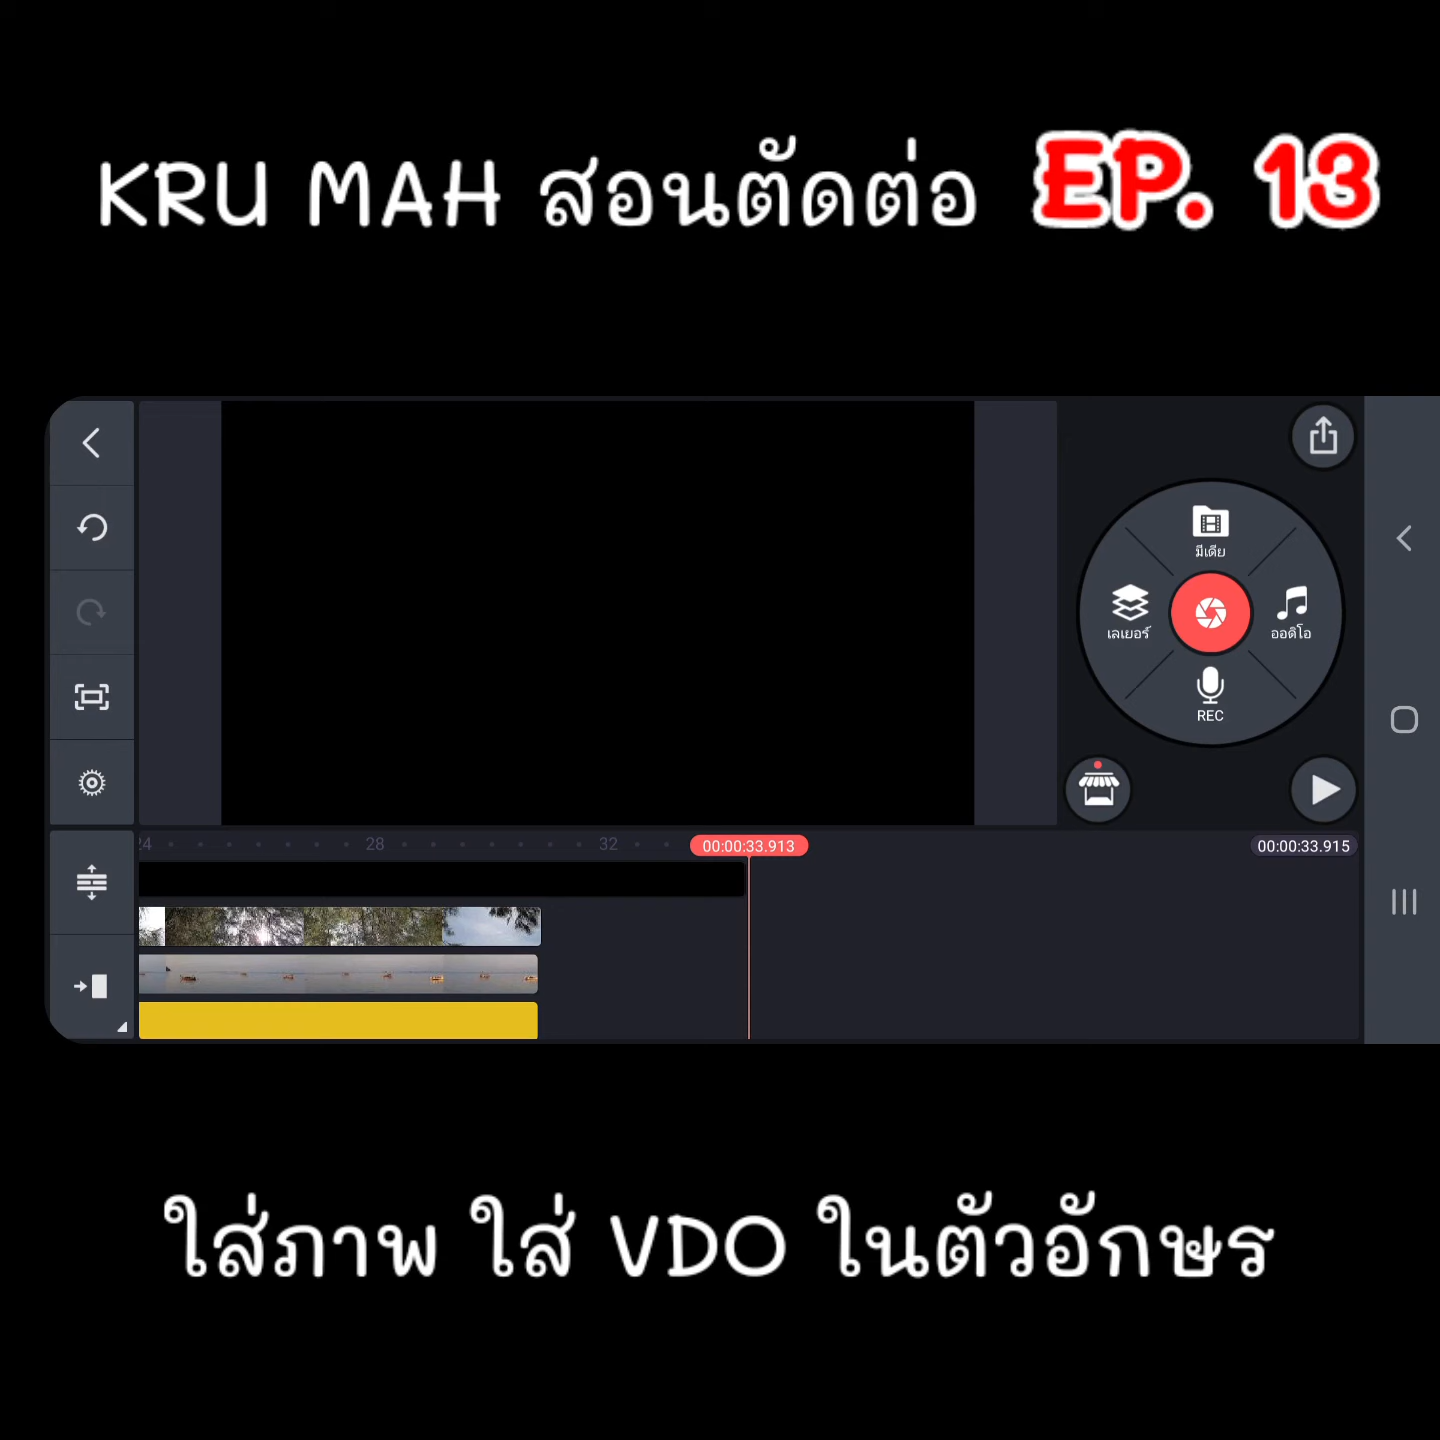 KRU MAH สอนตัดต่อ EP. 13
มีเดีย
เลเยอร์
ออดิโอ
REC
24 28 32 00:00:33.913 00:00:33.915
ใส่ภาพ ใส่ VDO ในตัวอักษร